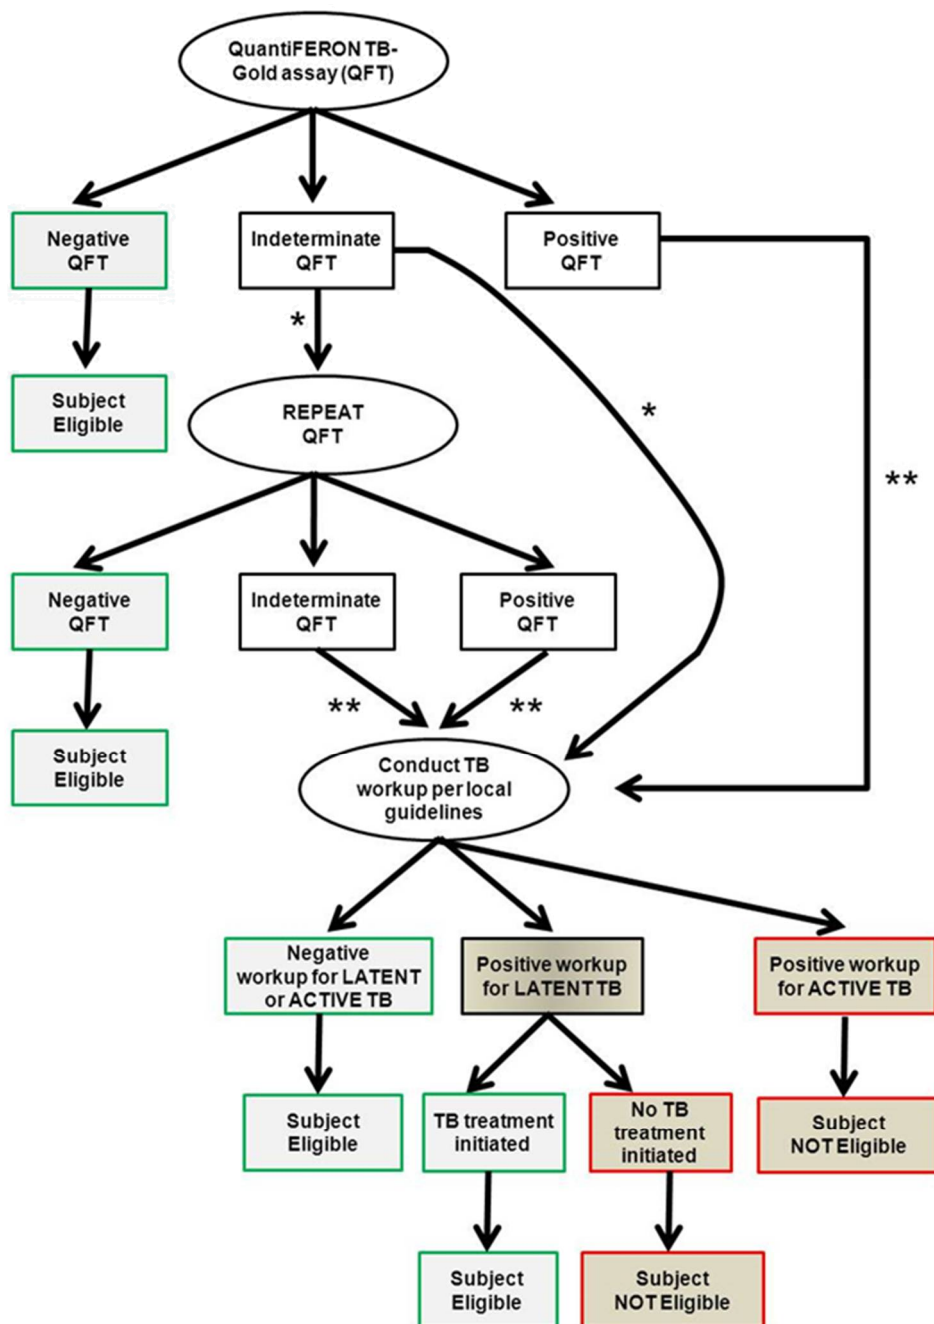 QuantiFERON TB-
Gold assay (QFT)
Negative
QFT
Indeterminate
QFT
Positive
QFT
*
Subject
Eligible
REPEAT
QFT
*
**
Negative
QFT
Indeterminate
QFT
Positive
QFT
**
**
Subject
Eligible
Conduct TB
workup per local
guidelines
Negative
workup for LATENT
or ACTIVE TB
Positive workup
for LATENT TB
Positive workup
for ACTIVE TB
Subject
Eligible
TB treatment
initiated
No TB
treatment
initiated
Subject
NOT Eligible
Subject
Eligible
Subject
NOT Eligible